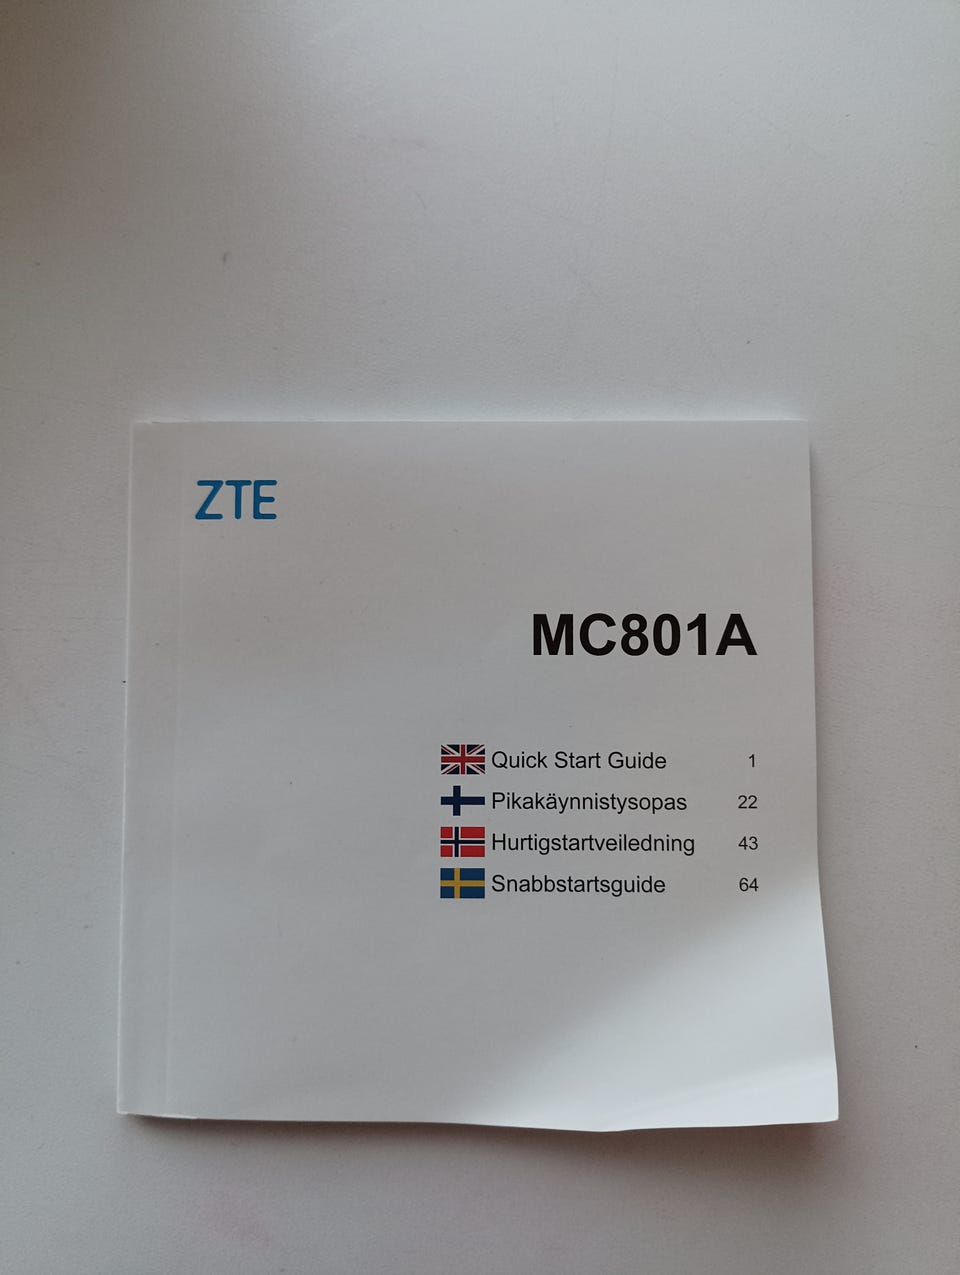 ZTE
MC801A
Quick Start Guide 1
Pikakäynnistysopas 22
Hurtigstartveiledning 43
Snabbstartsguide 64